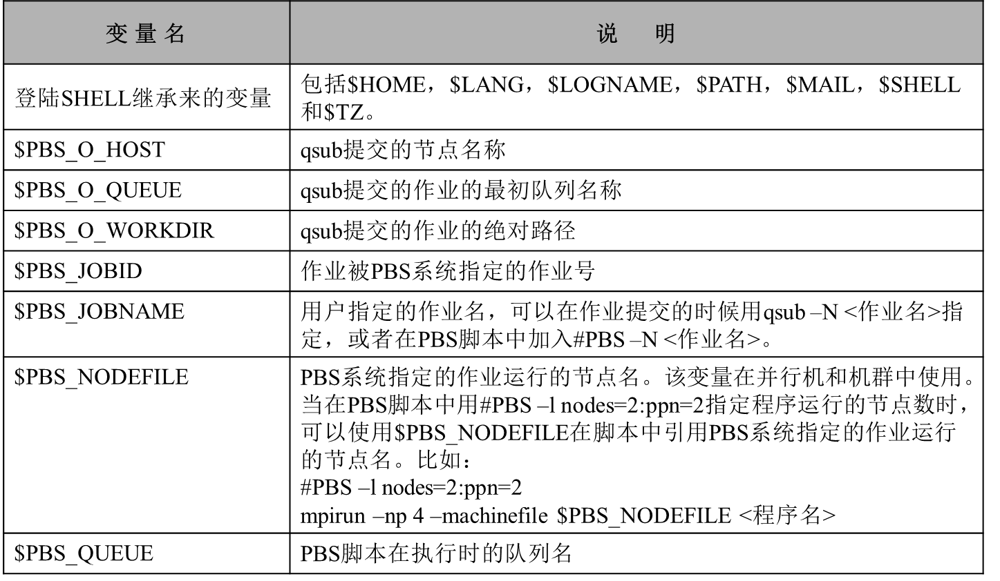 变 量 名
说 明
登陆SHELL继承来的变量
包括$HOME，$LANG，$LOGNAME，$PATH，$MAIL，$SHELL
和$TZ。
$PBS_O_HOST
qsub提交的节点名称
$PBS_O_QUEUE
qsub提交的作业的最初队列名称
$PBS_O_WORKDIR
qsub提交的作业的绝对路径
$PBS_JOBID
作业被PBS系统指定的作业号
$PBS_JOBNAME
用户指定的作业名，可以在作业提交的时候用qsub –N <作业名>指
定，或者在PBS脚本中加入#PBS –N <作业名>。
$PBS_NODEFILE
PBS系统指定的作业运行的节点名。该变量在并行机和机群中使用。
当在PBS脚本中用#PBS –l nodes=2:ppn=2指定程序运行的节点数时，
可以使用$PBS_NODEFILE在脚本中引用PBS系统指定的作业运行
的节点名。比如：
#PBS –l nodes=2:ppn=2
mpirun –np 4 –machinefile $PBS_NODEFILE <程序名>
$PBS_QUEUE
PBS脚本在执行时的队列名